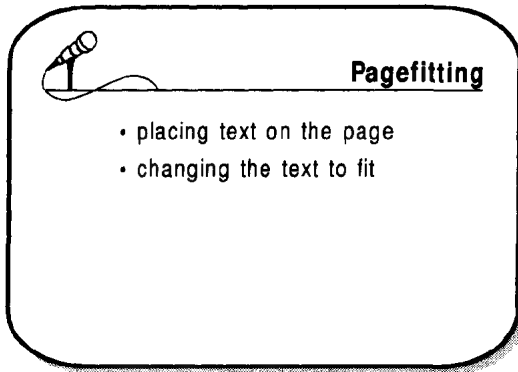 Pagefitting
• placing text on the page
• changing the text to fit